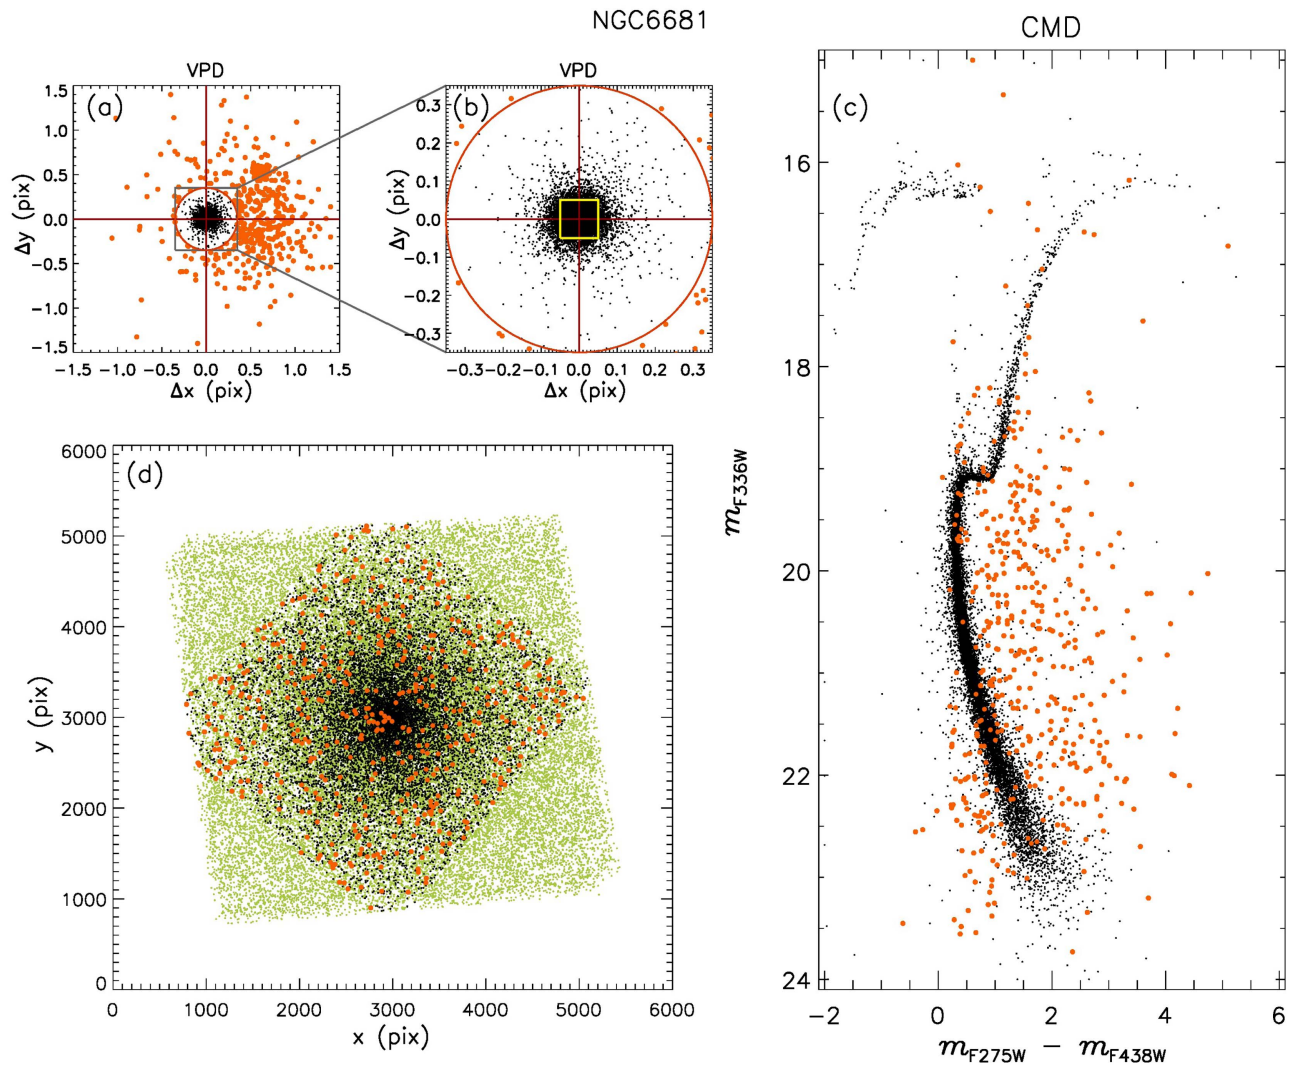 NGC6681
VPD
(a)
1.5
1.0
0.5
0.0
−0.5
−1.0
−1.5
Δy (pix)
−1.5 −1.0 −0.5 0.0 0.5 1.0 1.5
Δx (pix)
VPD
(b)
0.3
0.2
0.1
0.0
−0.1
−0.2
−0.3
Δy (pix)
−0.3 −0.2 −0.1 0.0 0.1 0.2 0.3
Δx (pix)
CMD
(c)
16
18
20
22
24
m_F336W
−2 0 2 4 6
m_F275W − m_F438W
(d)
6000
5000
4000
3000
2000
1000
0
y (pix)
0 1000 2000 3000 4000 5000 6000
x (pix)